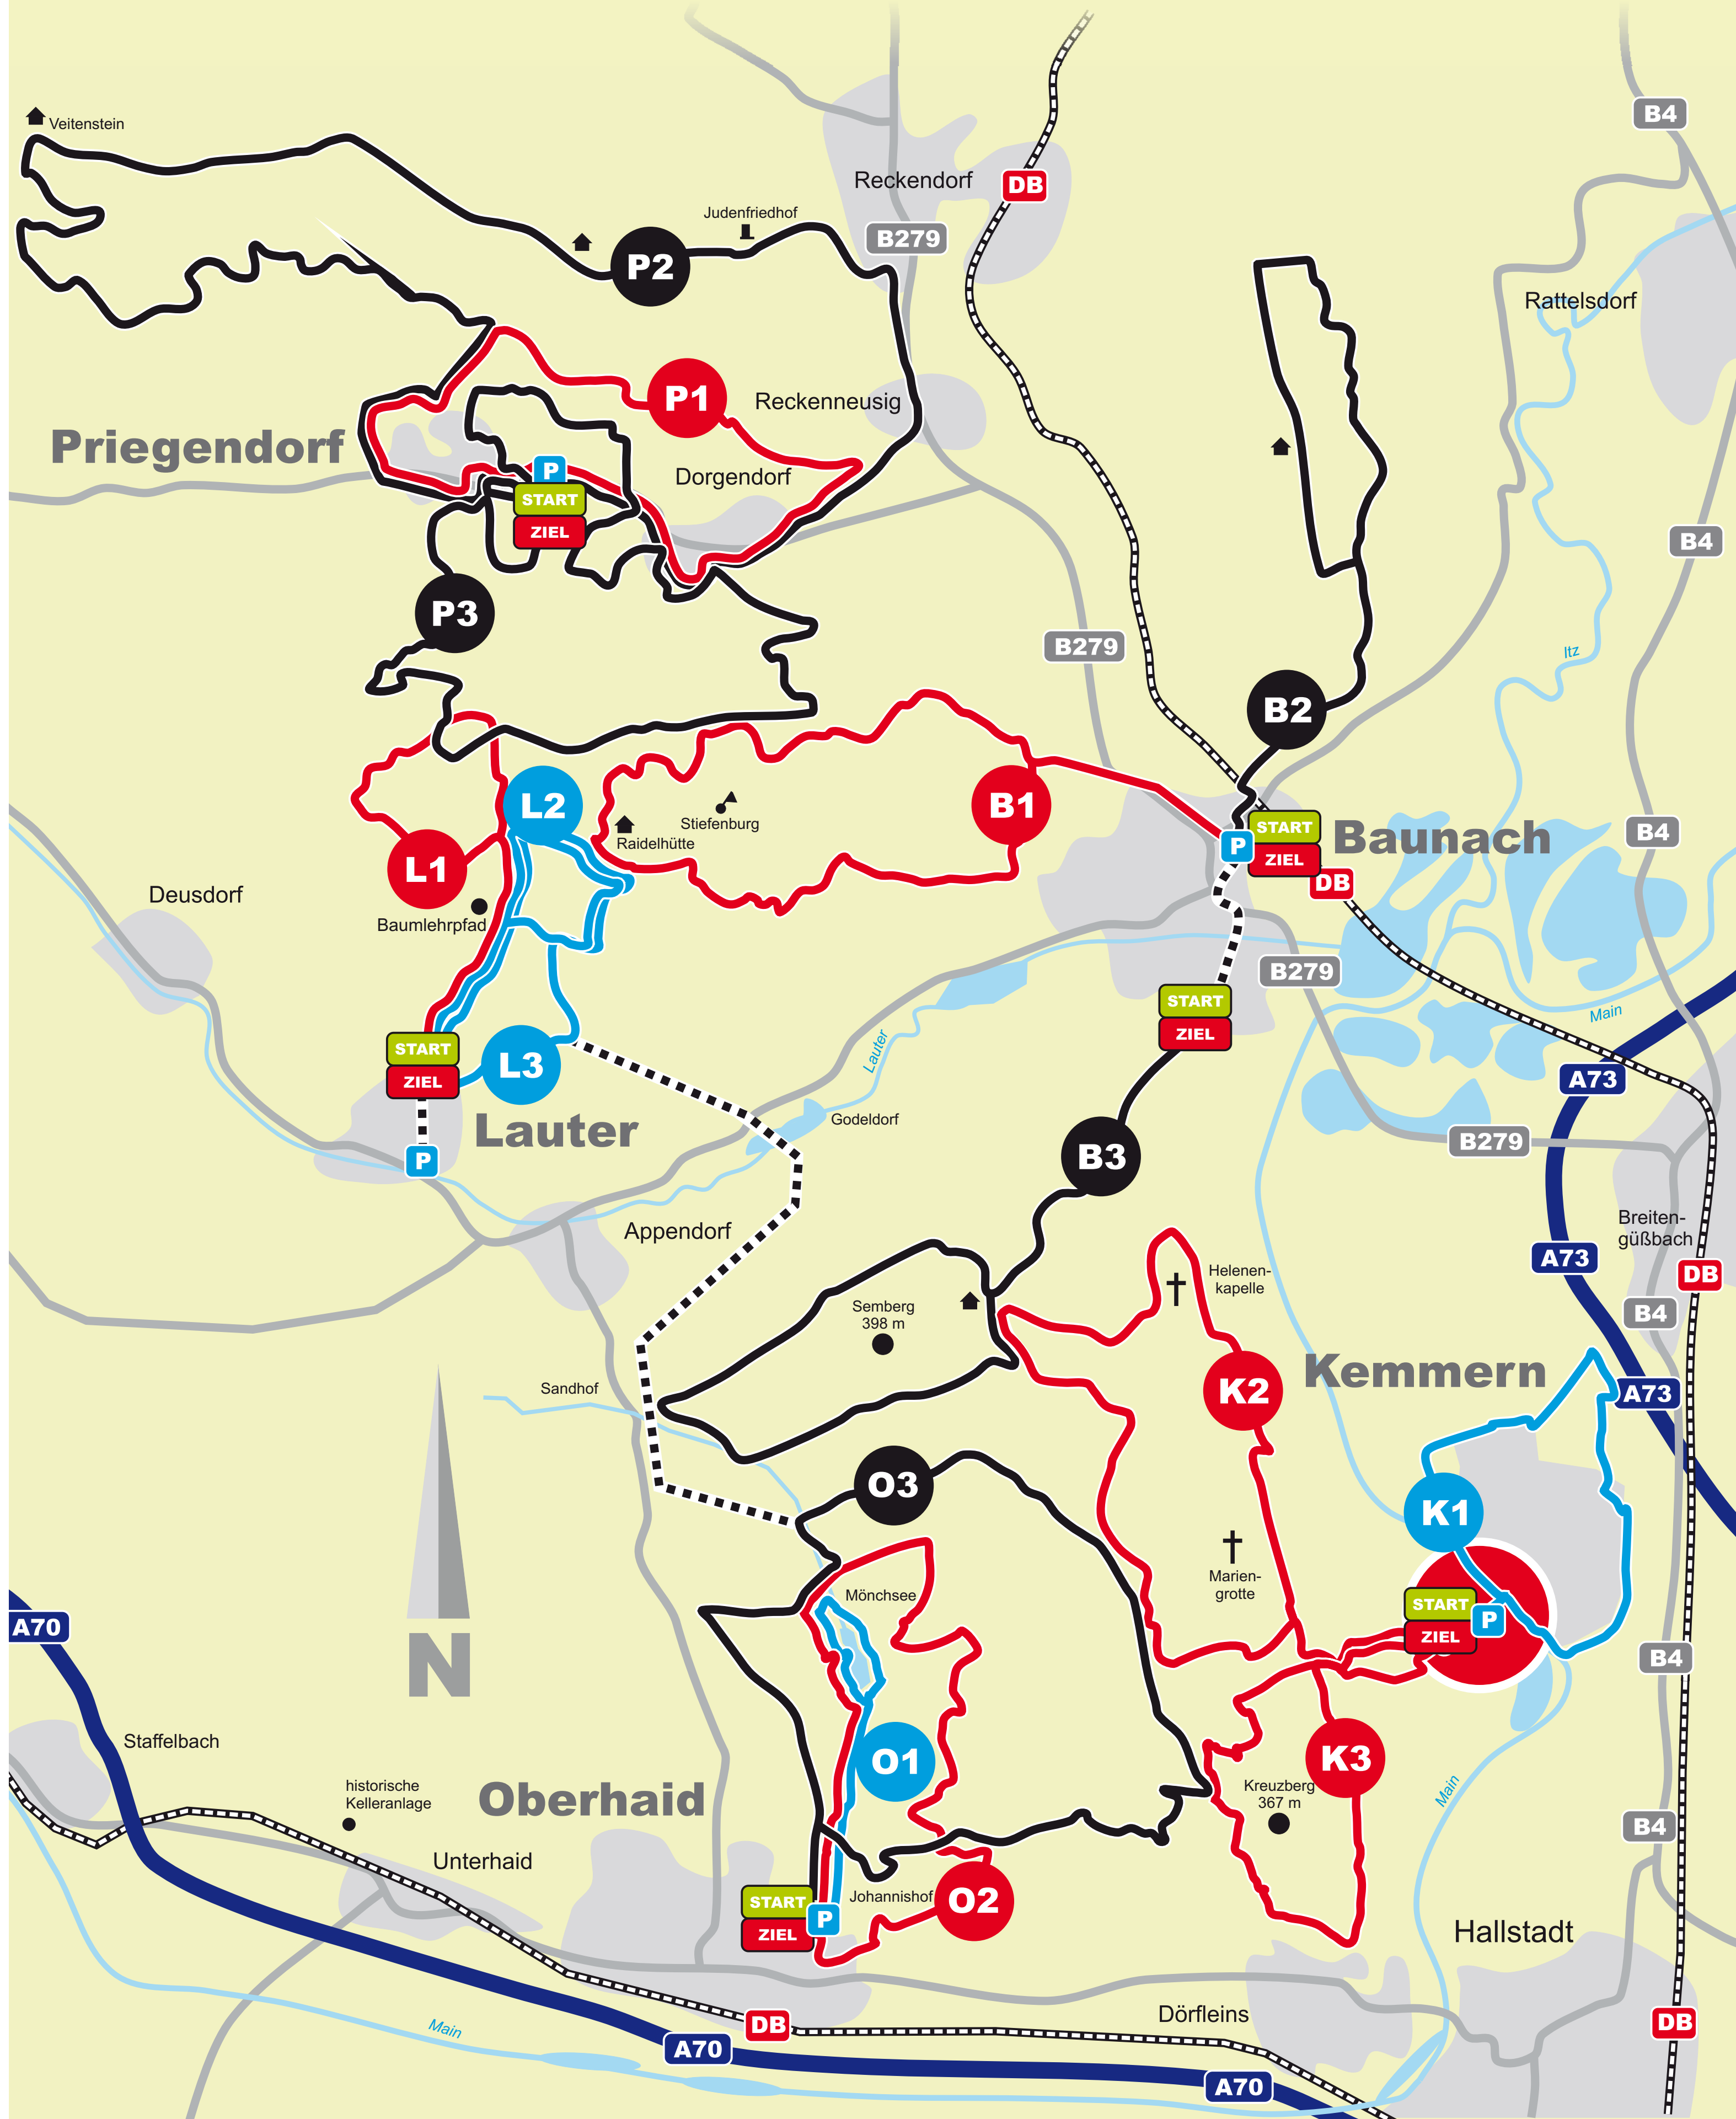 B4
Veitenstein
Reckendorf
DB
Judenfriedhof
B279
P2
Rattelsdorf
P1
Reckenneusig
Priegendorf
P
Dorgendorf
START
ZIEL
B4
P3
B279
Itz
B2
L2
B1
Stiefenburg
Raidelhütte
START
P
Baunach
B4
ZIEL
L1
DB
Deusdorf
Baumlehrpfad
B279
START
Main
ZIEL
START
Lauter
L3
ZIEL
A73
Godeldorf
Lauter
B279
P
B3
Appendorf
Breiten-
güßbach
A73
Helenen-
kapelle
DB
Semberg
398 m
B4
Kemmern
K2
A73
Sandhof
O3
K1
Marien-
grotte
Mönchsee
START
P
ZIEL
A70
N
B4
Staffelbach
O1
K3
historische
Kelleranlage
Oberhaid
Kreuzberg
367 m
Main
B4
Unterhaid
START
Johannishof
O2
P
ZIEL
Hallstadt
Dörfleins
DB
DB
Main
A70
A70